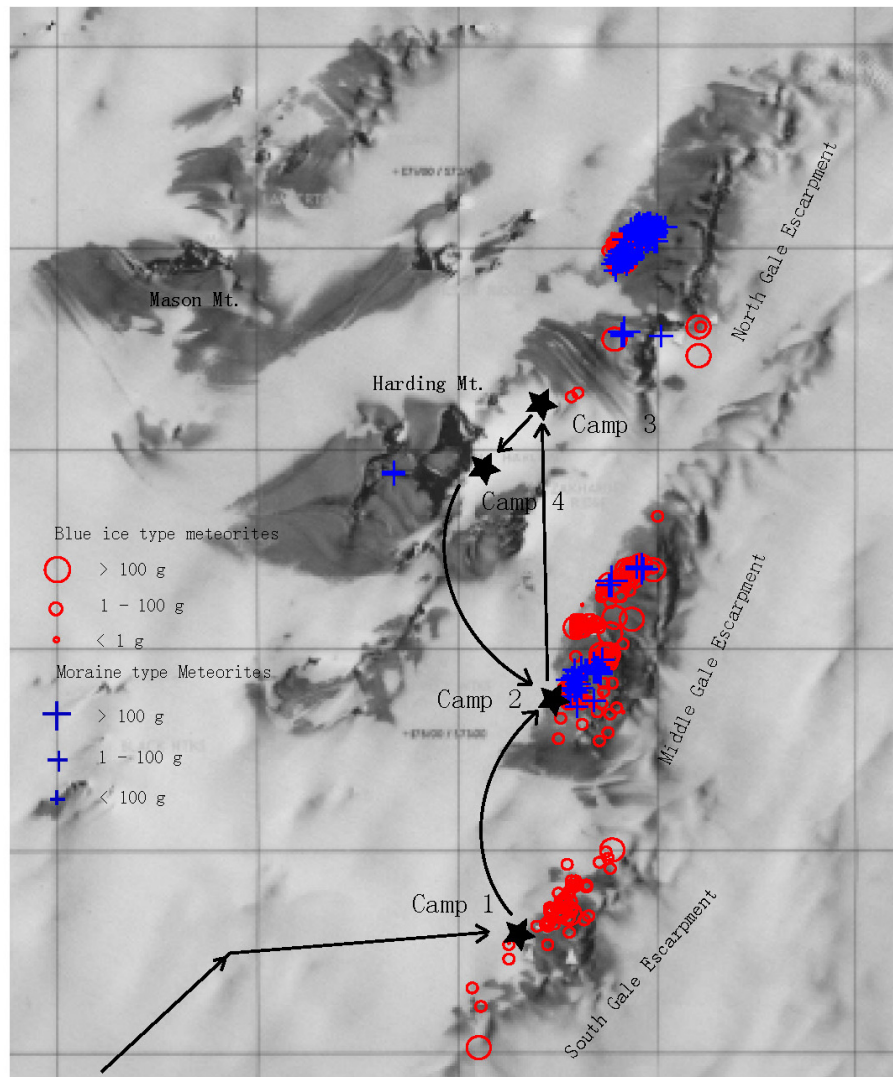 North Gale Escarpment
Mason Mt.
Harding Mt.
Camp 3
Camp 4
Blue ice type meteorites
> 100 g
1 - 100 g
< 1 g
Moraine type Meteorites
> 100 g
1 - 100 g
< 100 g
Camp 2
Middle Gale Escarpment
Camp 1
South Gale Escarpment